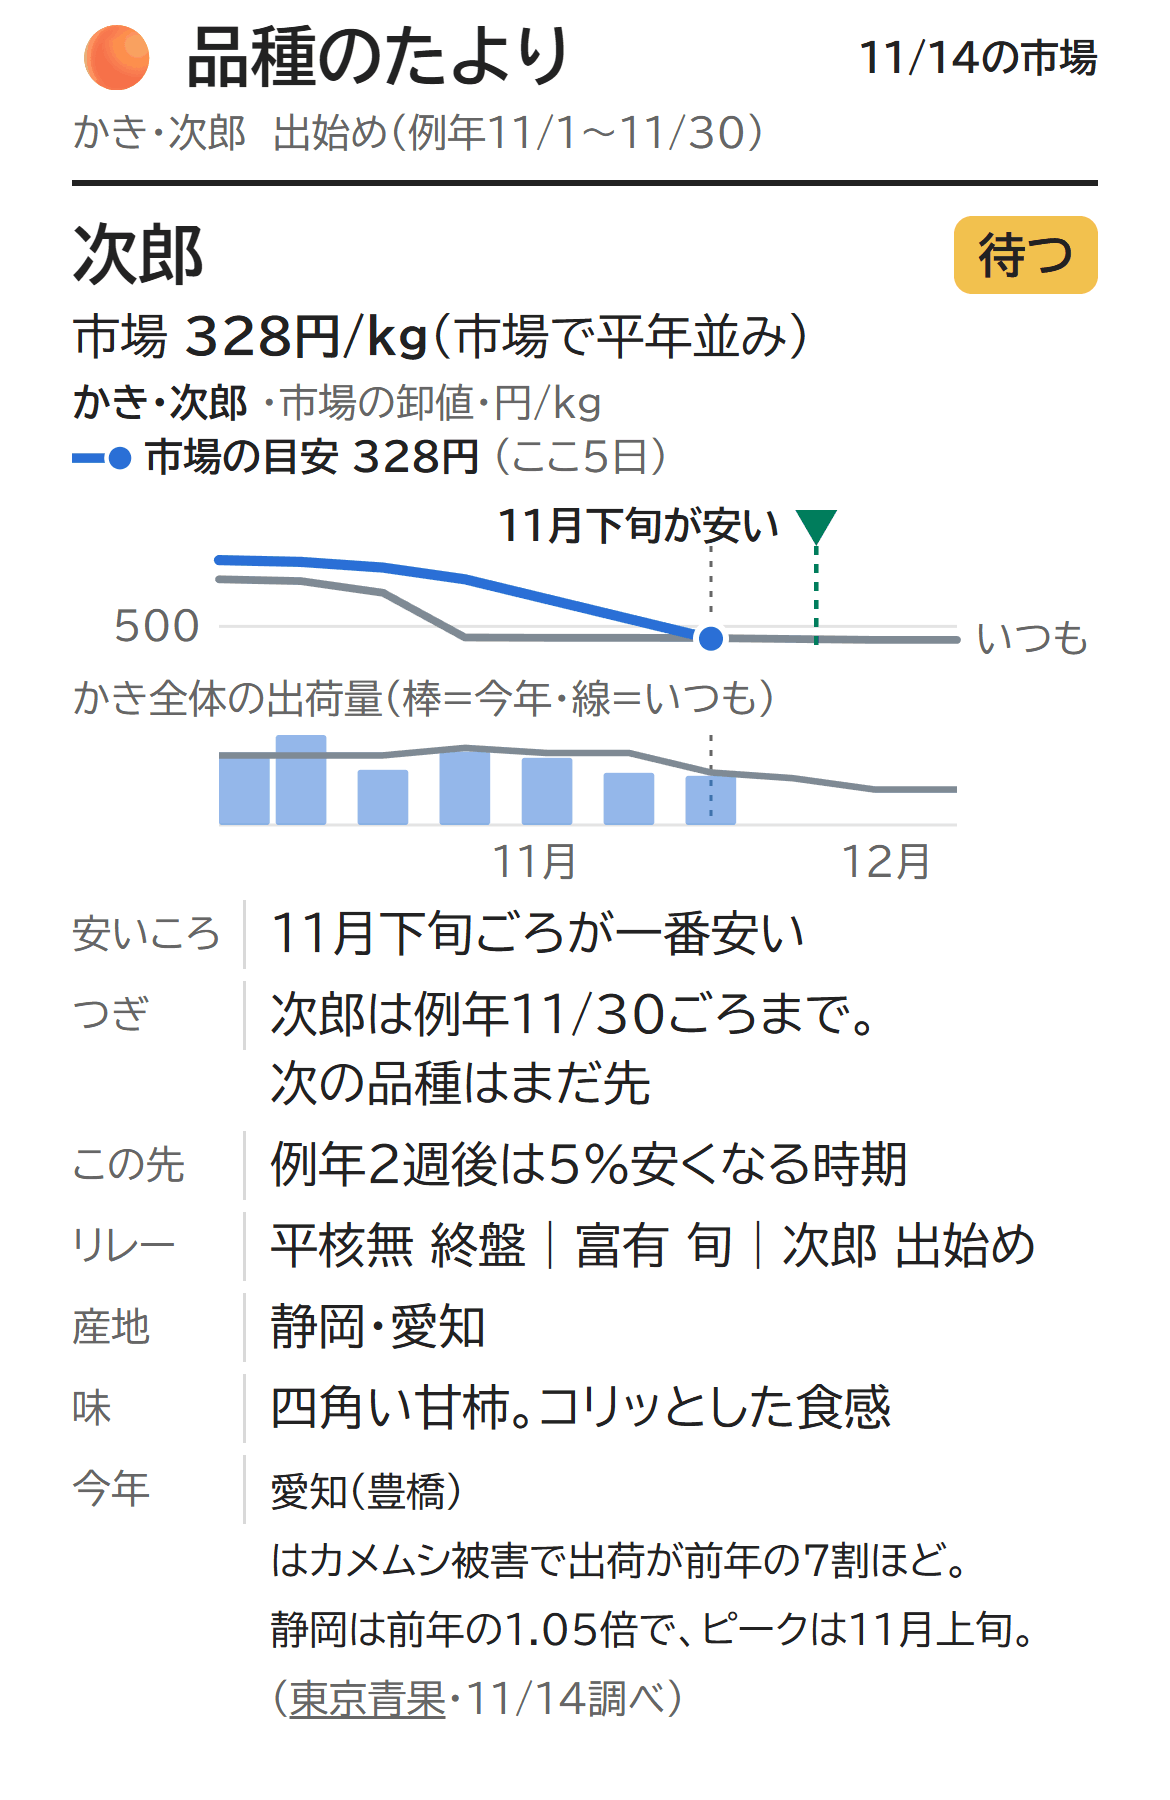 品種のたより
11/14の市場
かき・次郎 出始め（例年11/1～11/30）
次郎
待つ
市場 328円/kg（市場で平年並み）
かき・次郎 ・市場の卸値・円/kg
市場の目安 328円（ここ5日）
11月下旬が安い
500
いつも
かき全体の出荷量（棒＝今年・線＝いつも）
11月 12月
安いころ 11月下旬ごろが一番安い
つぎ 次郎は例年11/30ごろまで。
次の品種はまだ先
この先 例年2週後は5%安くなる時期
リレー 平核無 終盤｜富有 旬｜次郎 出始め
産地 静岡・愛知
味 四角い甘柿。コリッとした食感
今年 愛知（豊橋）
はカメムシ被害で出荷が前年の7割ほど。
静岡は前年の1.05倍で、ピークは11月上旬。
（東京青果・11/14調べ）